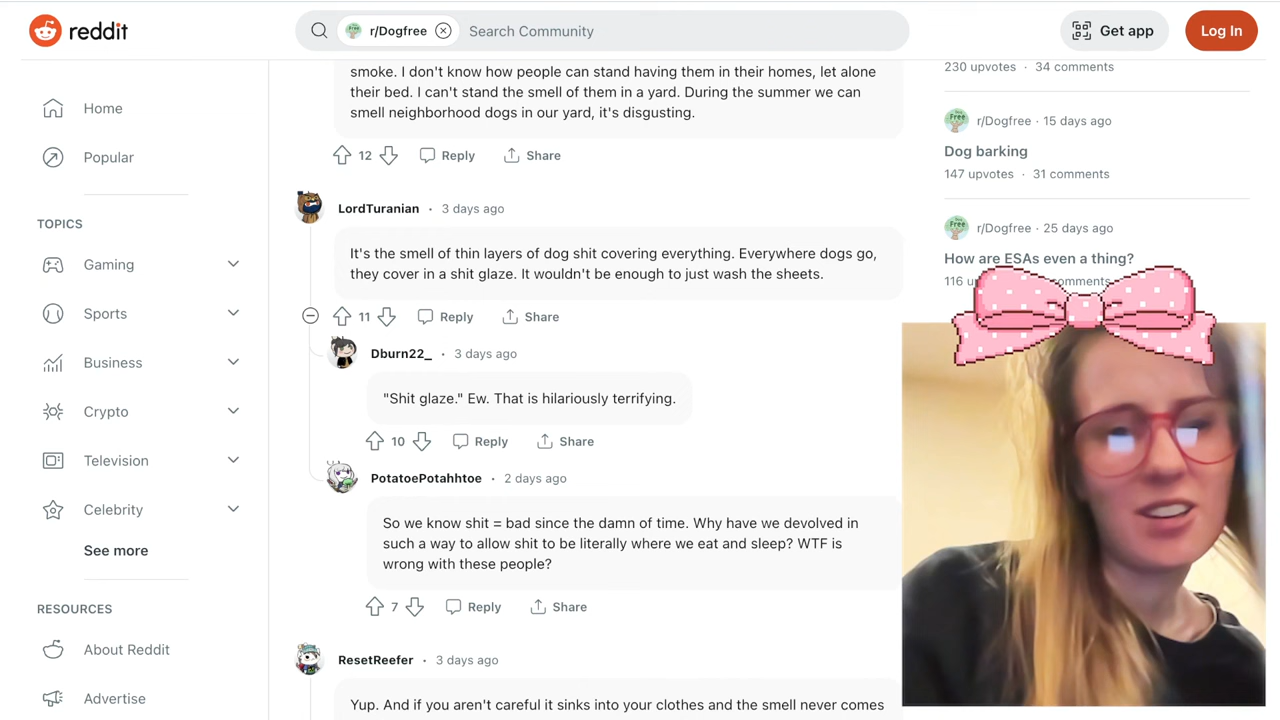 reddit
r/Dogfree
Search Community
Get app
Log In
Home
Popular
TOPICS
Gaming
Sports
Business
Crypto
Television
Celebrity
See more
RESOURCES
About Reddit
Advertise
smoke. I don't know how people can stand having them in their homes, let alone
their bed. I can't stand the smell of them in a yard. During the summer we can
smell neighborhood dogs in our yard, it's disgusting.
12 Reply Share
LordTuranian · 3 days ago
It's the smell of thin layers of dog shit covering everything. Everywhere dogs go,
they cover in a shit glaze. It wouldn't be enough to just wash the sheets.
11 Reply Share
Dburn22_ · 3 days ago
"Shit glaze." Ew. That is hilariously terrifying.
10 Reply Share
PotatoePotahhtoe · 2 days ago
So we know shit = bad since the damn of time. Why have we devolved in
such a way to allow shit to be literally where we eat and sleep? WTF is
wrong with these people?
7 Reply Share
ResetReefer · 3 days ago
Yup. And if you aren't careful it sinks into your clothes and the smell never comes
230 upvotes · 34 comments
r/Dogfree · 15 days ago
Dog barking
147 upvotes · 31 comments
r/Dogfree · 25 days ago
How are ESAs even a thing?
116 u omments